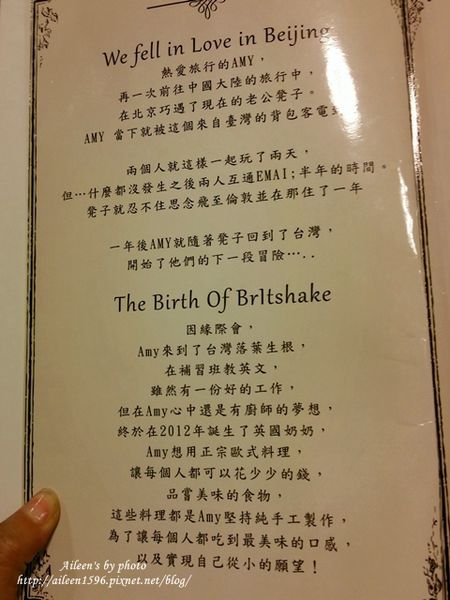 We fell in Love in Beijing
熱愛旅行的AMY，
再一次前往中國大陸的旅行中，
在北京巧遇了現在的老公凳子。
AMY 當下就被這個來自臺灣的背包客電
兩個人就這樣一起玩了兩天，
但…什麼都沒發生之後兩人互通EMAI；半年的時間。
凳子就忍不住思念飛至倫敦並在那住了一年
一年後AMY就隨著凳子回到了台灣，
開始了他們的下一段冒險…..
The Birth Of BrItshake
因緣際會，
Amy來到了台灣落葉生根，
在補習班教英文，
雖然有一份好的工作，
但在Amy心中還是有廚師的夢想，
終於在2012年誕生了英國奶奶，
Amy想用正宗歐式料理，
讓每個人都可以花少少的錢，
品嘗美味的食物，
這些料理都是Amy堅持純手工製作，
為了讓每個人都吃到最美味的口感，
以及實現自己從小的願望！
Aileen's by photo
http://aileen1596.pixnet.net/blog/